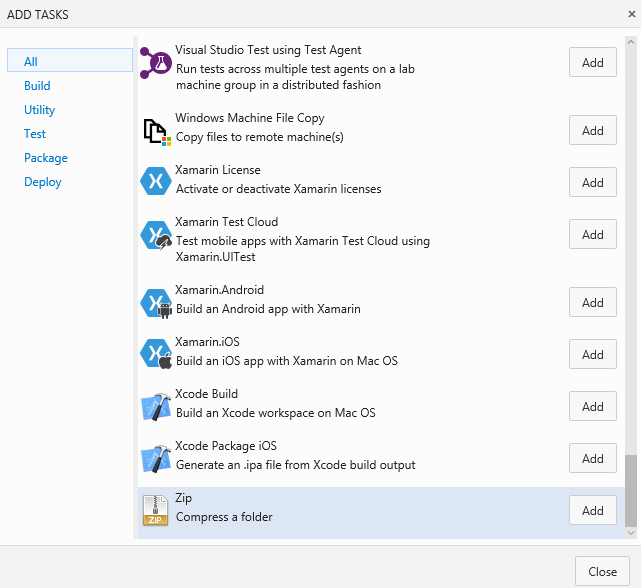 ADD TASKS
All
Build
Utility
Test
Package
Deploy
Visual Studio Test using Test Agent
Run tests across multiple test agents on a lab
machine group in a distributed fashion
Add
Windows Machine File Copy
Copy files to remote machine(s)
Add
Xamarin License
Activate or deactivate Xamarin licenses
Add
Xamarin Test Cloud
Test mobile apps with Xamarin Test Cloud using
Xamarin.UITest
Add
Xamarin.Android
Build an Android app with Xamarin
Add
Xamarin.iOS
Build an iOS app with Xamarin on Mac OS
Add
Xcode Build
Build an Xcode workspace on Mac OS
Add
Xcode Package iOS
Generate an .ipa file from Xcode build output
Add
ZIP
Zip
Compress a folder
Add
Close